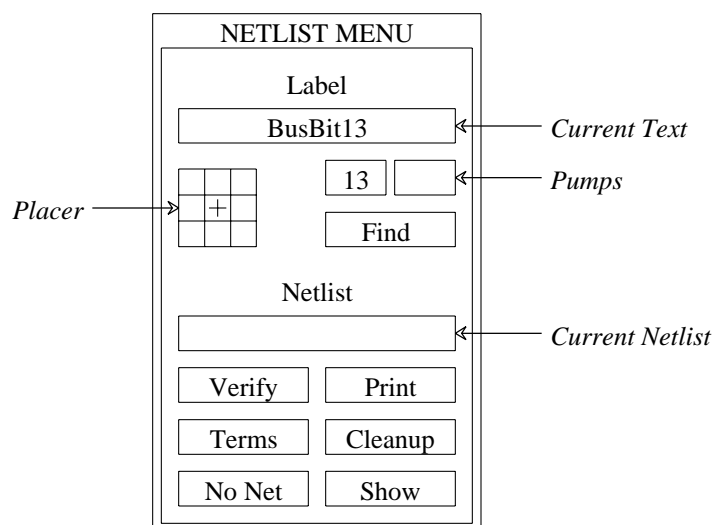 NETLIST MENU
Label
BusBit13
Current Text
13
Pumps
Placer
Find
Netlist
Current Netlist
Verify
Print
Terms
Cleanup
No Net
Show